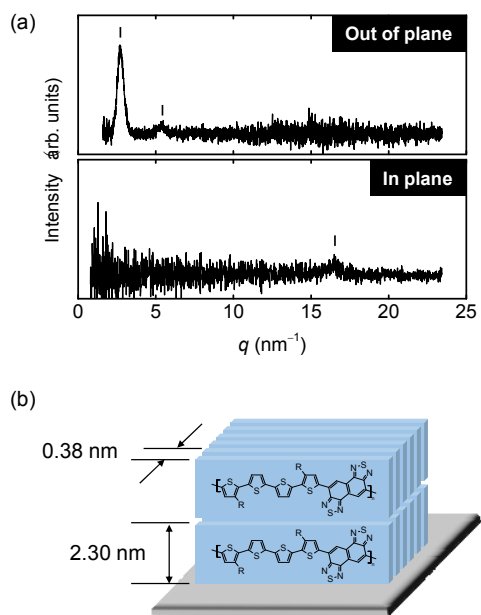 (a)
Out of plane
In plane
Intensity (arb. units)
0 5 10 15 20 25
q (nm⁻¹)
(b)
0.38 nm
2.30 nm
R
S S S S N S N
R N S N
R
S S S S N S N
R N S N